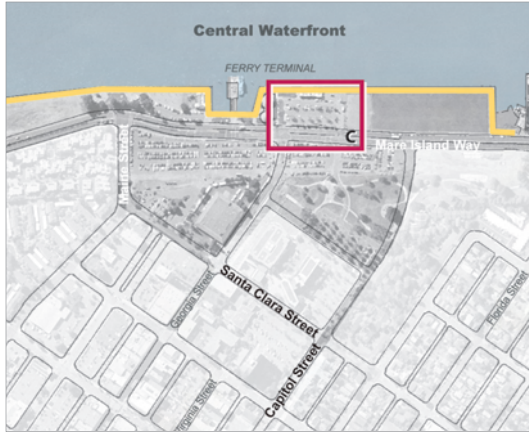 Central Waterfront
FERRY TERMINAL
C
Mare Island Way
Maine Street
Santa Clara Street
Georgia Street
Florida Street
Capitol Street
Virginia Street